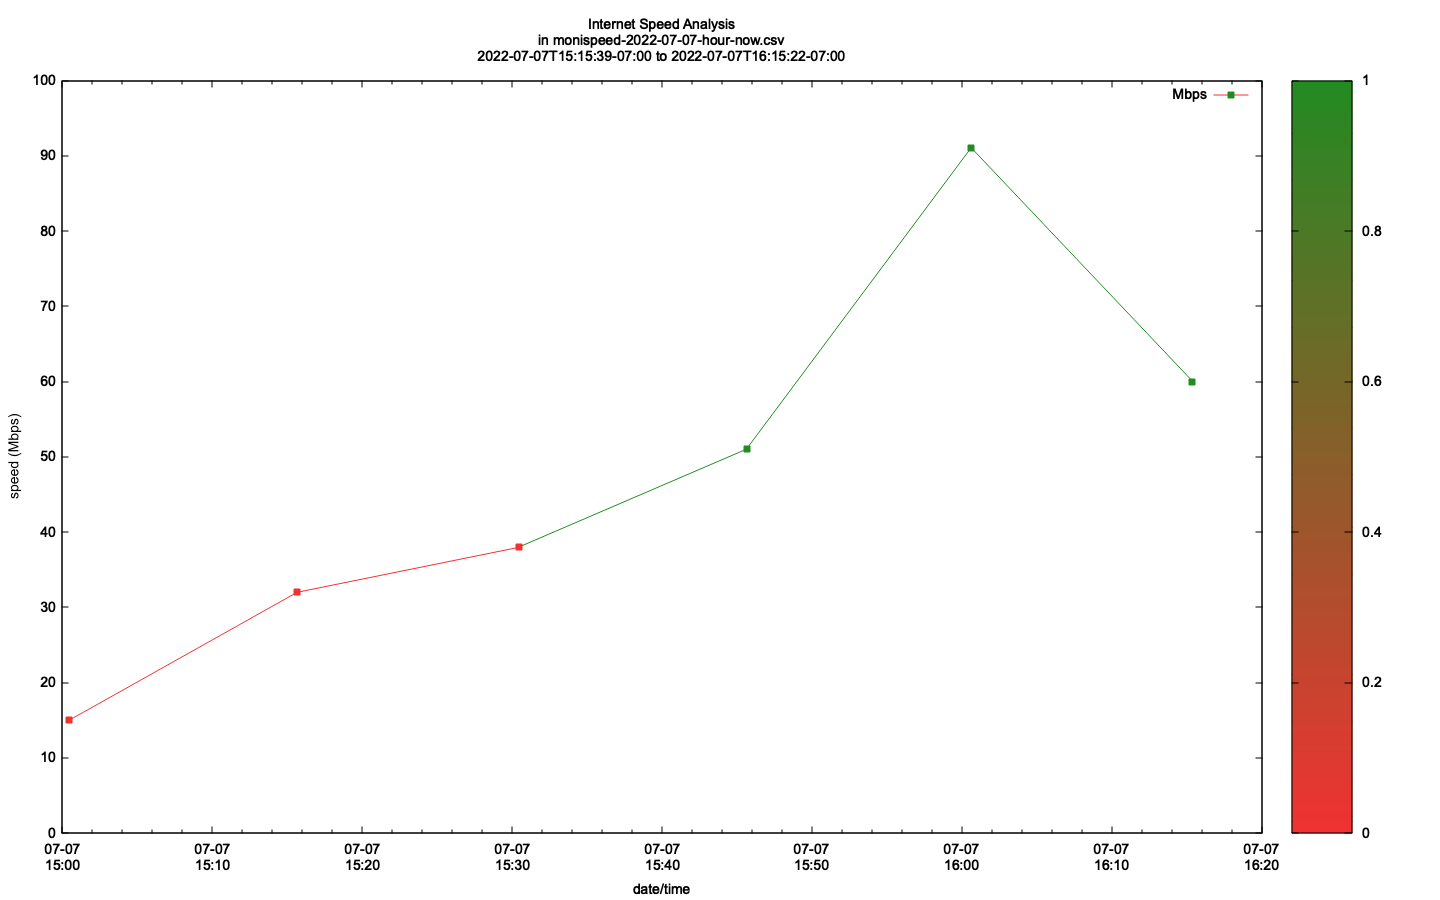 Internet Speed Analysis
in monispeed-2022-07-07-hour-now.csv
2022-07-07T15:15:39-07:00 to 2022-07-07T16:15:22-07:00
Mbps
100
90
80
70
60
50
40
30
20
10
0
speed (Mbps)
07-07 07-07 07-07 07-07 07-07 07-07 07-07 07-07 07-07
15:00 15:10 15:20 15:30 15:40 15:50 16:00 16:10 16:20
date/time
1
0.8
0.6
0.4
0.2
0